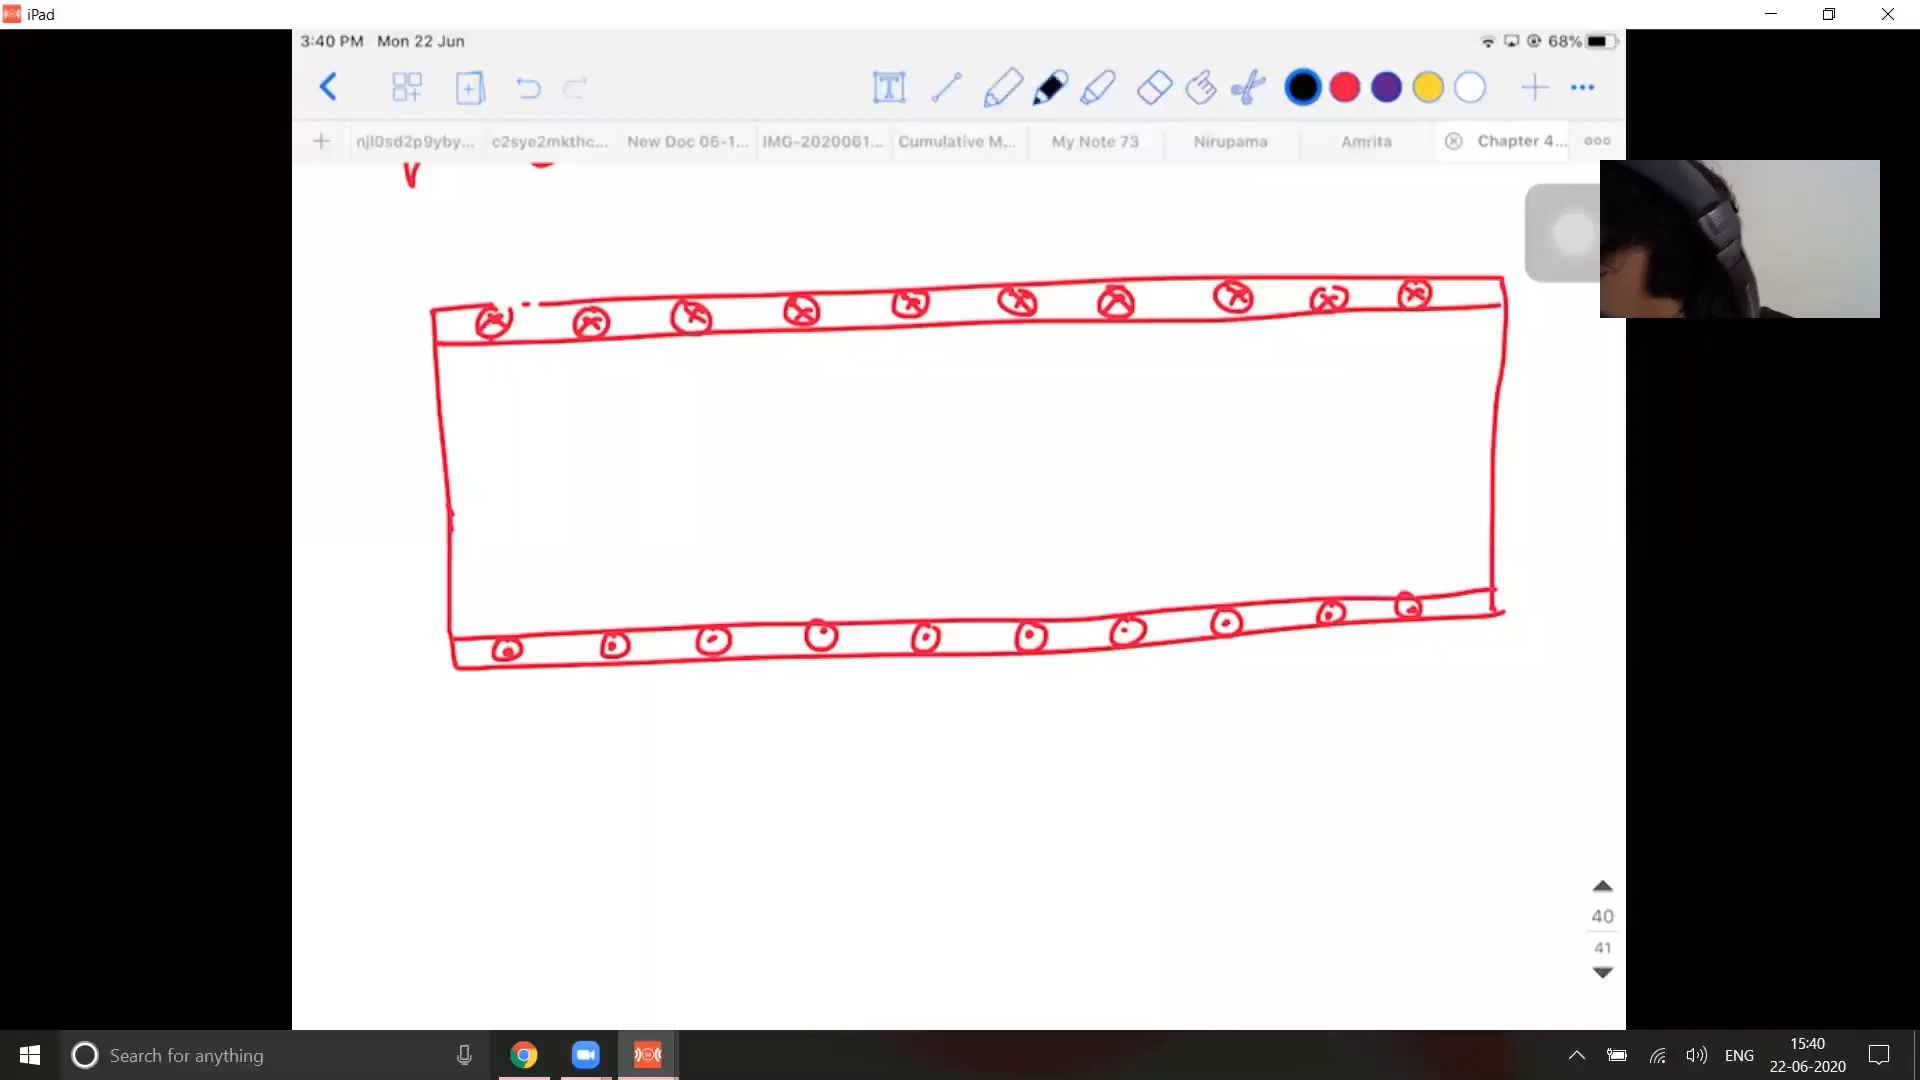 iPad
3:40 PM Mon 22 Jun
68%
T
njl0sd2p9yby... c2sye2mkthc... New Doc 06-1... IMG-2020061... Cumulative M... My Note 73 Nirupama Amrita Chapter 4...
40
41
Search for anything
ENG
15:40
22-06-2020